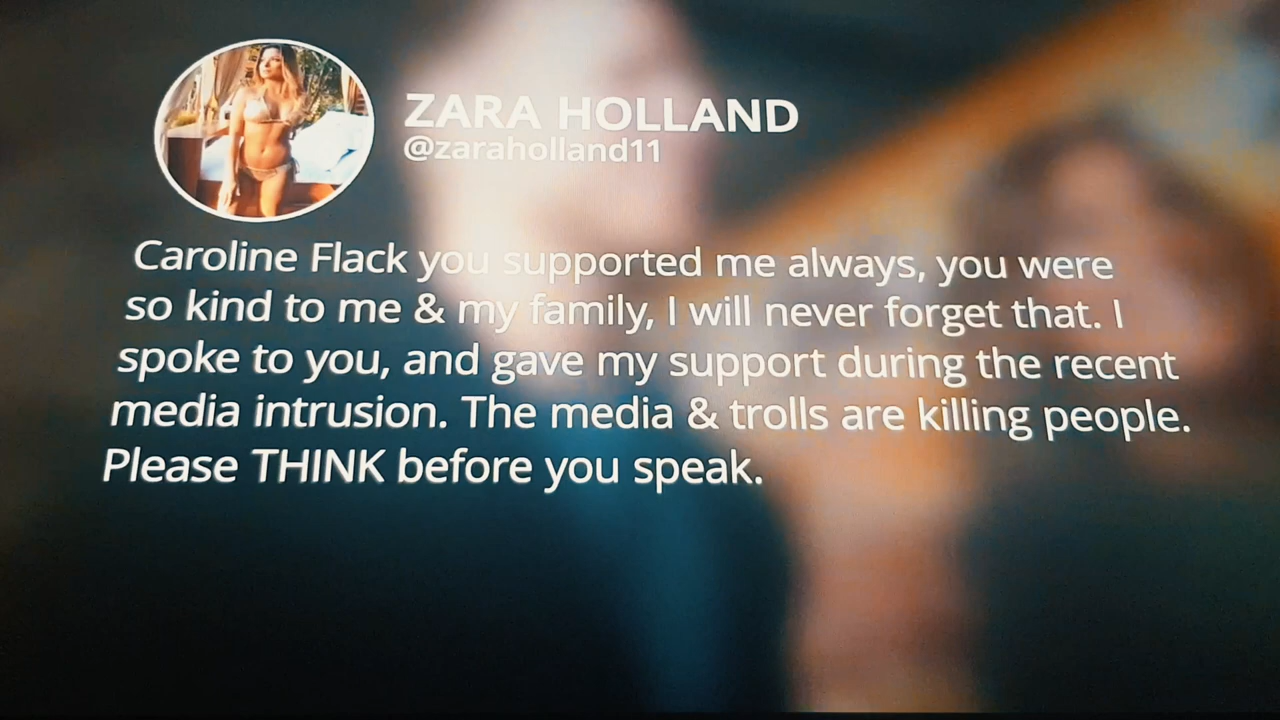 ZARA HOLLAND
@zaraholland11
Caroline Flack you supported me always, you were
so kind to me & my family, I will never forget that. I
spoke to you, and gave my support during the recent
media intrusion. The media & trolls are killing people.
Please THINK before you speak.